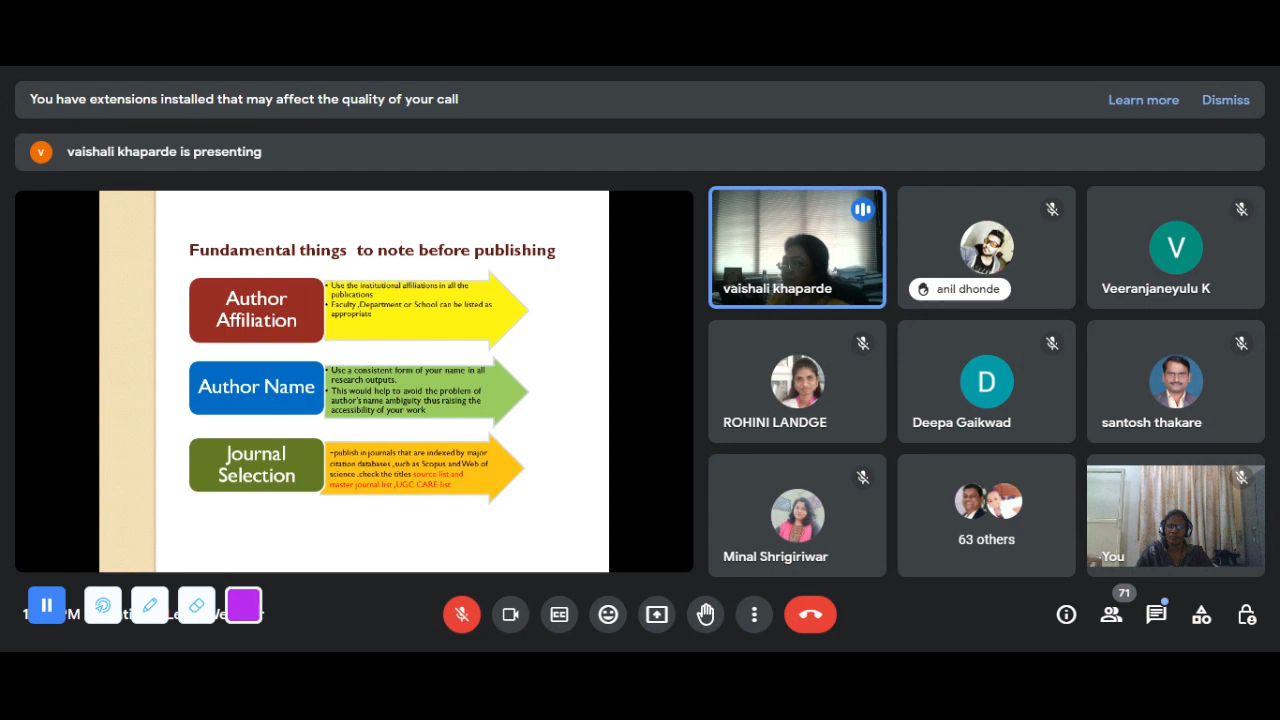 You have extensions installed that may affect the quality of your call
Learn more
Dismiss
V
vaishali khaparde is presenting
Fundamental things to note before publishing
Author
Affiliation
• Use the institutional affiliations in all the
publications
• Faculty ,Department or School can be listed as
appropriate
Author Name
• Use a consistent form of your name in all
research outputs.
• This would help to avoid the problem of
author's name ambiguity thus raising the
accessibility of your work
Journal
Selection
-publish in journals that are indexed by major
citation databases ,such as Scopus and Web of
science ,check the titles source list and
master journal list ,UGC CARE list
vaishali khaparde
anil dhonde
V
Veeranjaneyulu K
ROHINI LANDGE
D
Deepa Gaikwad
santosh thakare
Minal Shrigiriwar
63 others
You
71